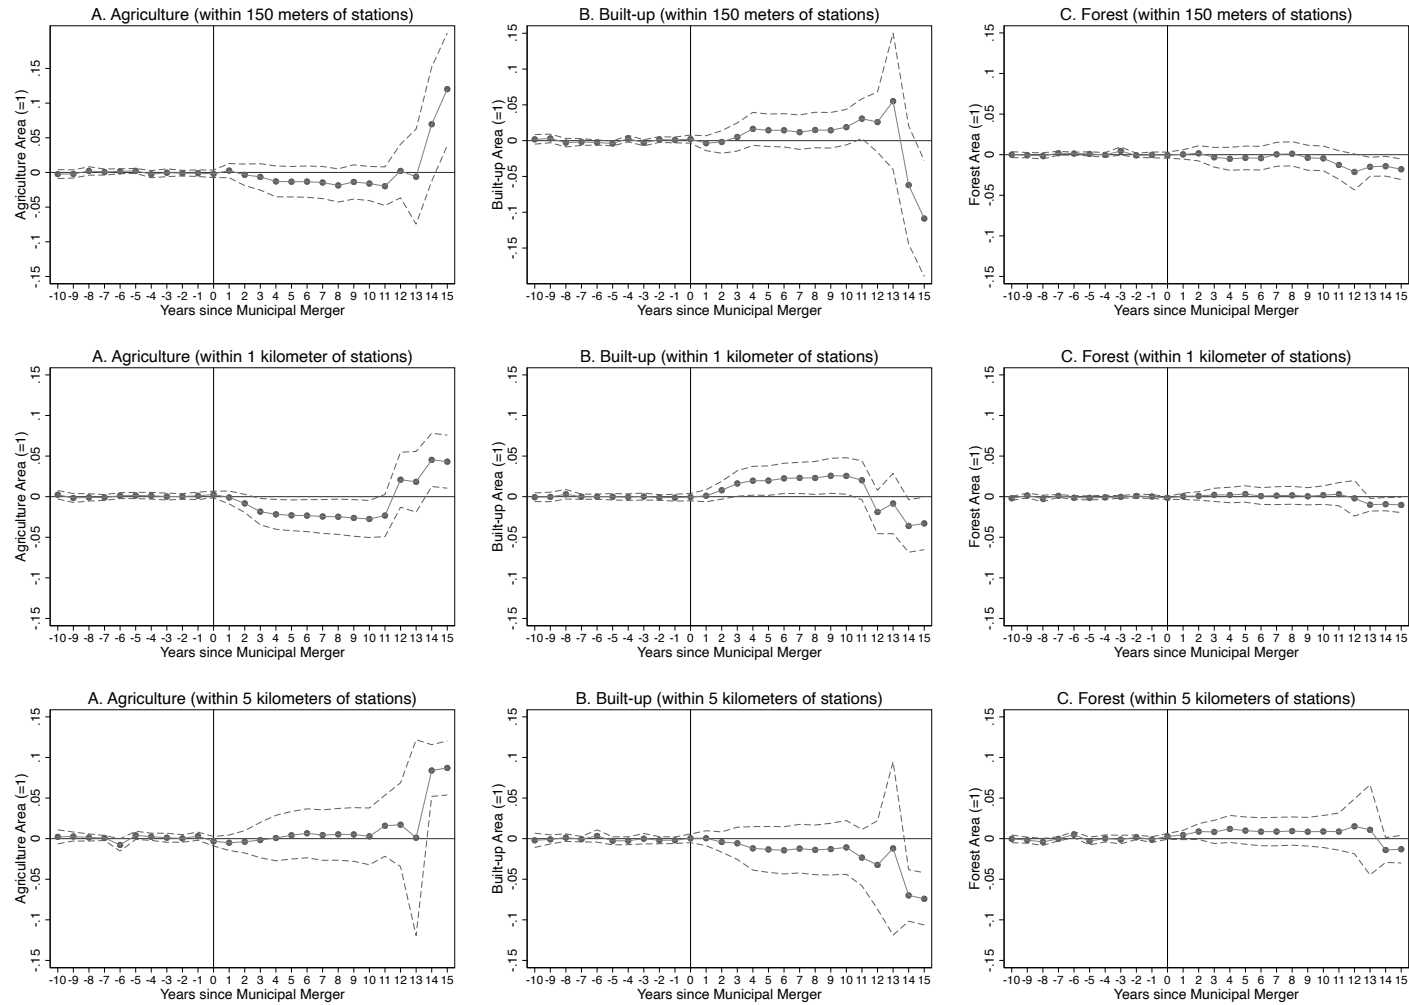 A. Agriculture (within 150 meters of stations)
Agriculture Area (=1)
.15
.1
.05
0
-.05
-.1
-.15
-10 -9 -8 -7 -6 -5 -4 -3 -2 -1 0 1 2 3 4 5 6 7 8 9 10 11 12 13 14 15
Years since Municipal Merger
B. Built-up (within 150 meters of stations)
Built-up Area (=1)
.15
.1
.05
0
-.05
-.1
-.15
-10 -9 -8 -7 -6 -5 -4 -3 -2 -1 0 1 2 3 4 5 6 7 8 9 10 11 12 13 14 15
Years since Municipal Merger
C. Forest (within 150 meters of stations)
Forest Area (=1)
.15
.1
.05
0
-.05
-.1
-.15
-10 -9 -8 -7 -6 -5 -4 -3 -2 -1 0 1 2 3 4 5 6 7 8 9 10 11 12 13 14 15
Years since Municipal Merger
A. Agriculture (within 1 kilometer of stations)
Agriculture Area (=1)
.15
.1
.05
0
-.05
-.1
-.15
-10 -9 -8 -7 -6 -5 -4 -3 -2 -1 0 1 2 3 4 5 6 7 8 9 10 11 12 13 14 15
Years since Municipal Merger
B. Built-up (within 1 kilometer of stations)
Built-up Area (=1)
.15
.1
.05
0
-.05
-.1
-.15
-10 -9 -8 -7 -6 -5 -4 -3 -2 -1 0 1 2 3 4 5 6 7 8 9 10 11 12 13 14 15
Years since Municipal Merger
C. Forest (within 1 kilometer of stations)
Forest Area (=1)
.15
.1
.05
0
-.05
-.1
-.15
-10 -9 -8 -7 -6 -5 -4 -3 -2 -1 0 1 2 3 4 5 6 7 8 9 10 11 12 13 14 15
Years since Municipal Merger
A. Agriculture (within 5 kilometers of stations)
Agriculture Area (=1)
.15
.1
.05
0
-.05
-.1
-.15
-10 -9 -8 -7 -6 -5 -4 -3 -2 -1 0 1 2 3 4 5 6 7 8 9 10 11 12 13 14 15
Years since Municipal Merger
B. Built-up (within 5 kilometers of stations)
Built-up Area (=1)
.15
.1
.05
0
-.05
-.1
-.15
-10 -9 -8 -7 -6 -5 -4 -3 -2 -1 0 1 2 3 4 5 6 7 8 9 10 11 12 13 14 15
Years since Municipal Merger
C. Forest (within 5 kilometers of stations)
Forest Area (=1)
.15
.1
.05
0
-.05
-.1
-.15
-10 -9 -8 -7 -6 -5 -4 -3 -2 -1 0 1 2 3 4 5 6 7 8 9 10 11 12 13 14 15
Years since Municipal Merger